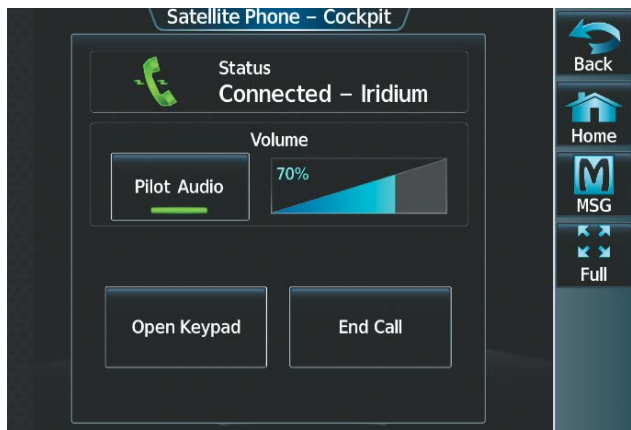 Satellite Phone – Cockpit
Status
Connected – Iridium
Volume
Pilot Audio
70%
Open Keypad
End Call
Back
Home
MSG
Full